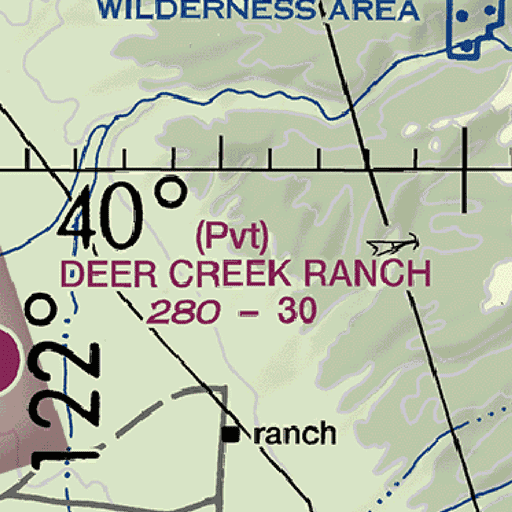 WILDERNESS AREA
40°
(Pvt)
DEER CREEK RANCH
280 – 30
122°
ranch